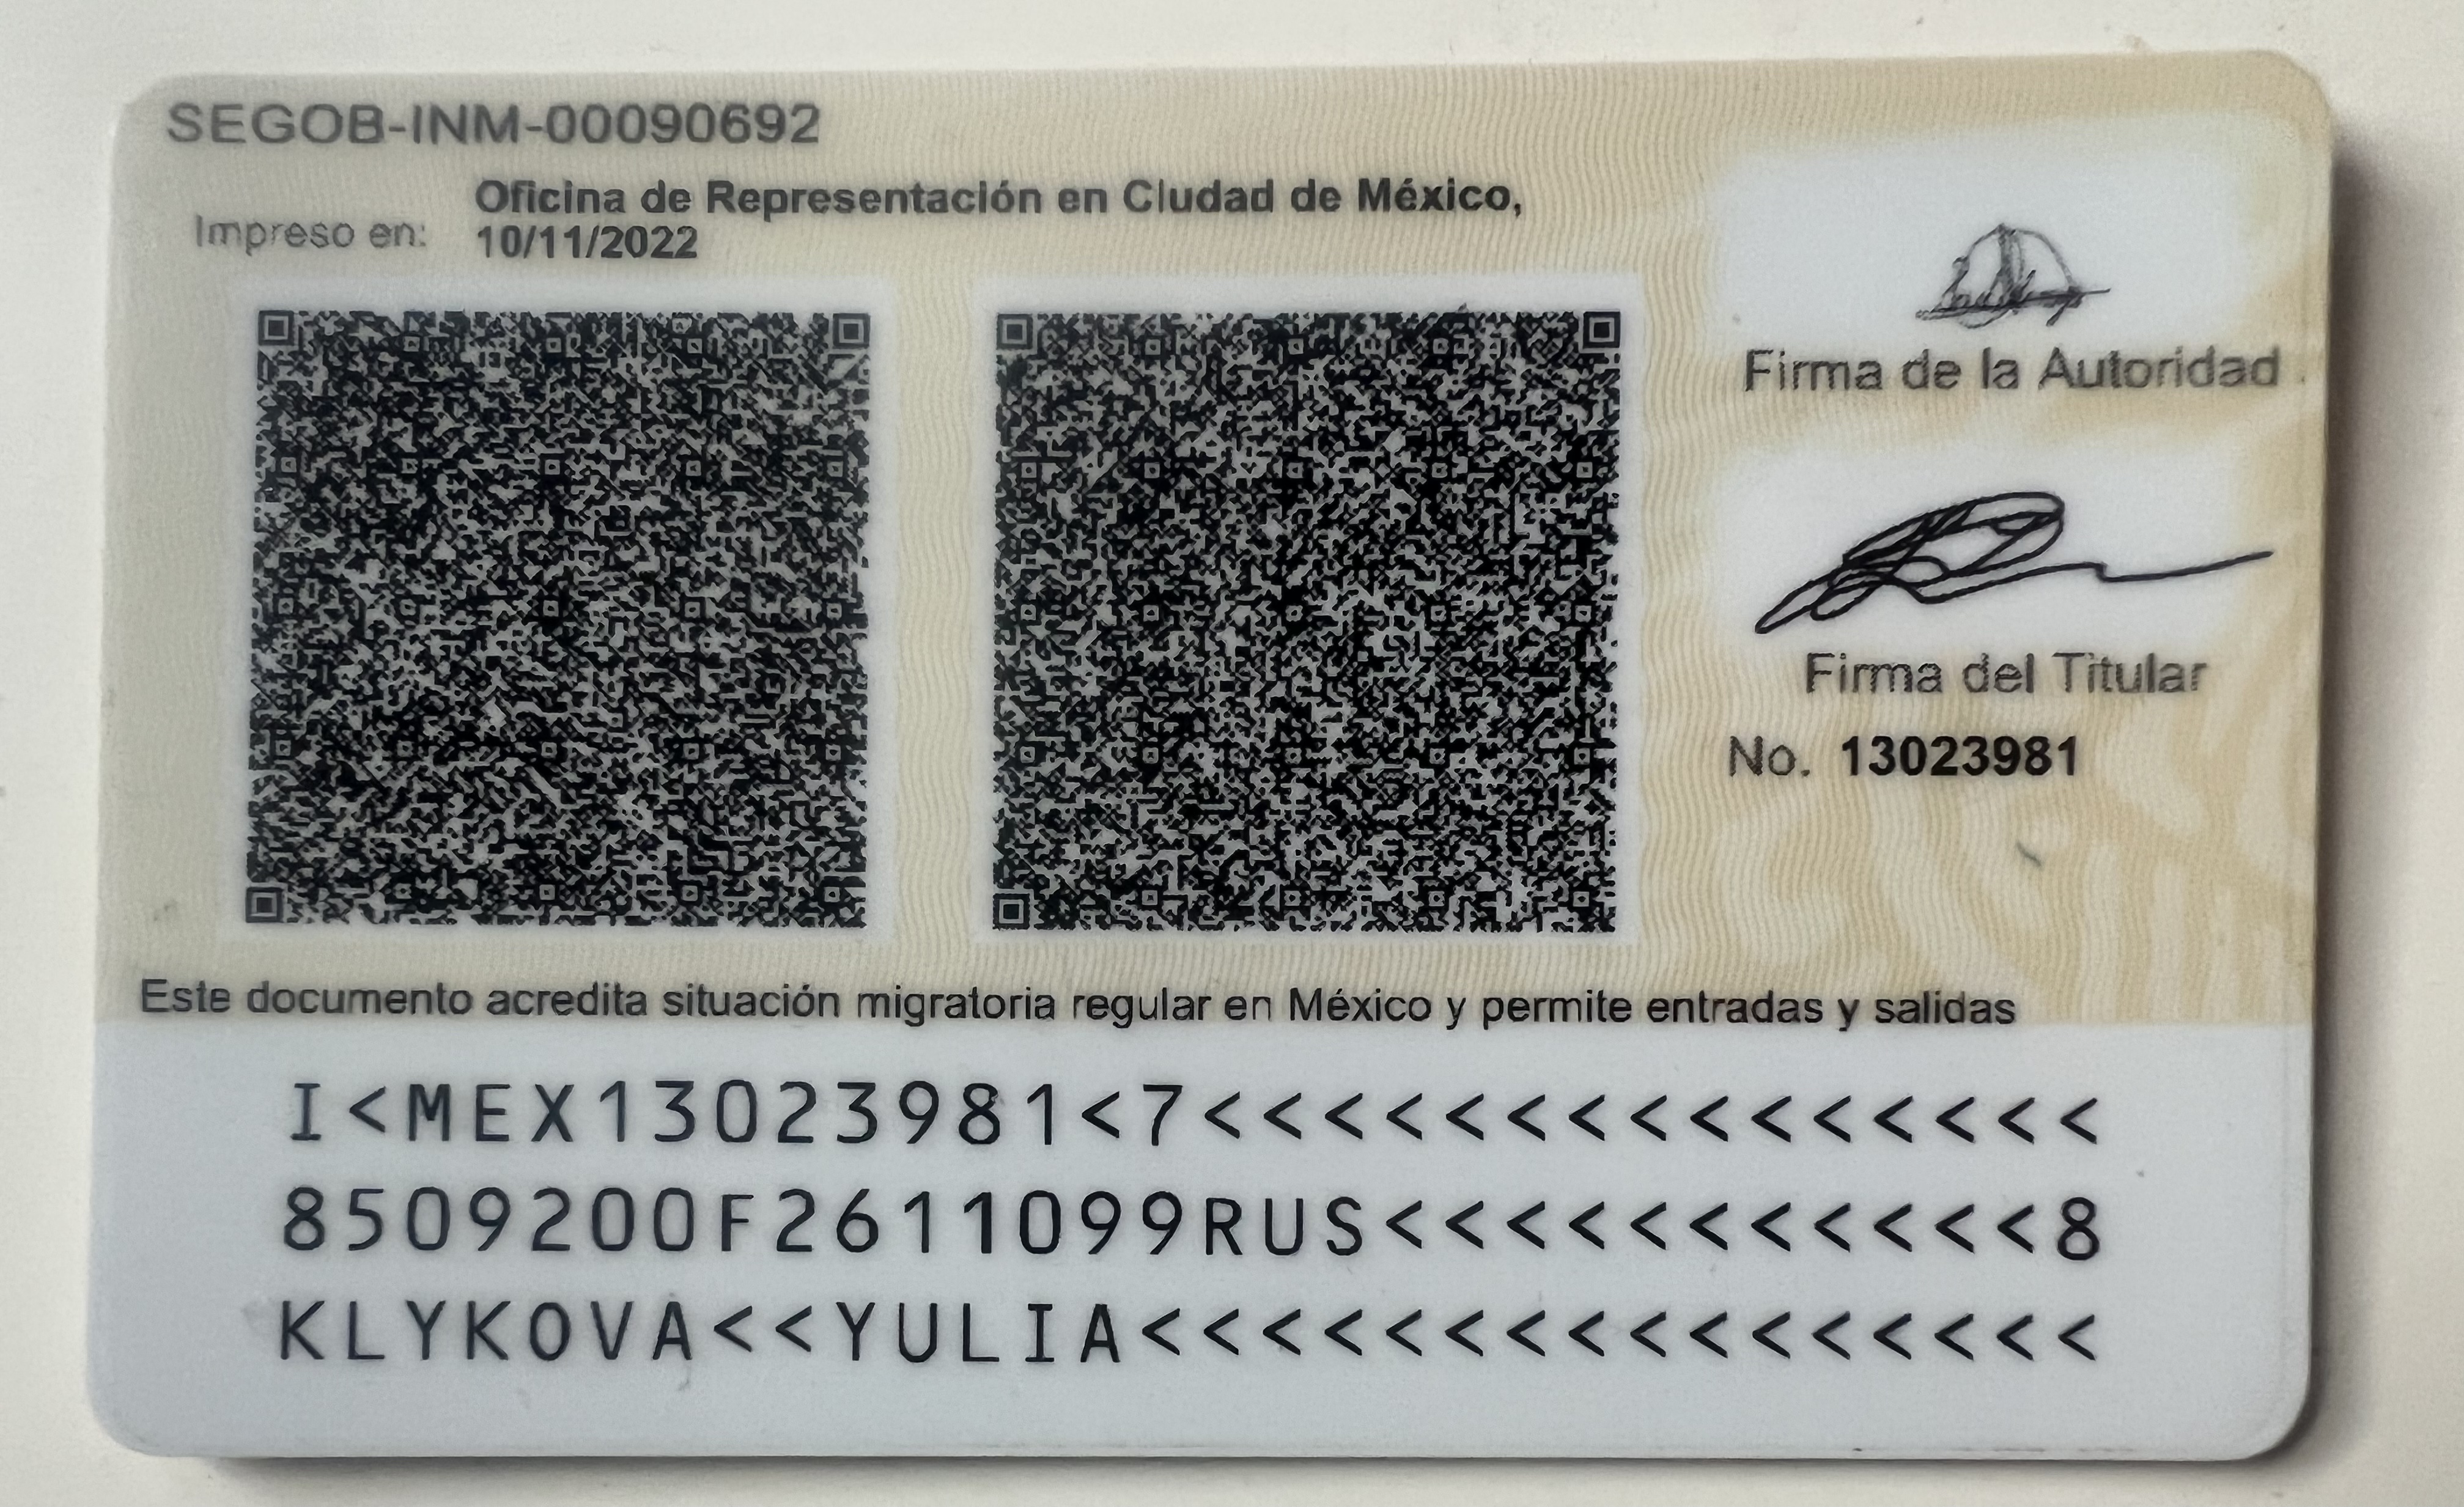 SEGOB-INM-00090692
Impreso en: Oficina de Representación en Ciudad de México,
10/11/2022
Firma de la Autoridad
Firma del Titular
No. 13023981
Este documento acredita situación migratoria regular en México y permite entradas y salidas
I<MEX13023981<7<<<<<<<<<<<<<<<
8509200F2611099RUS<<<<<<<<<<<8
KLYKOVA<<YULIA<<<<<<<<<<<<<<<<